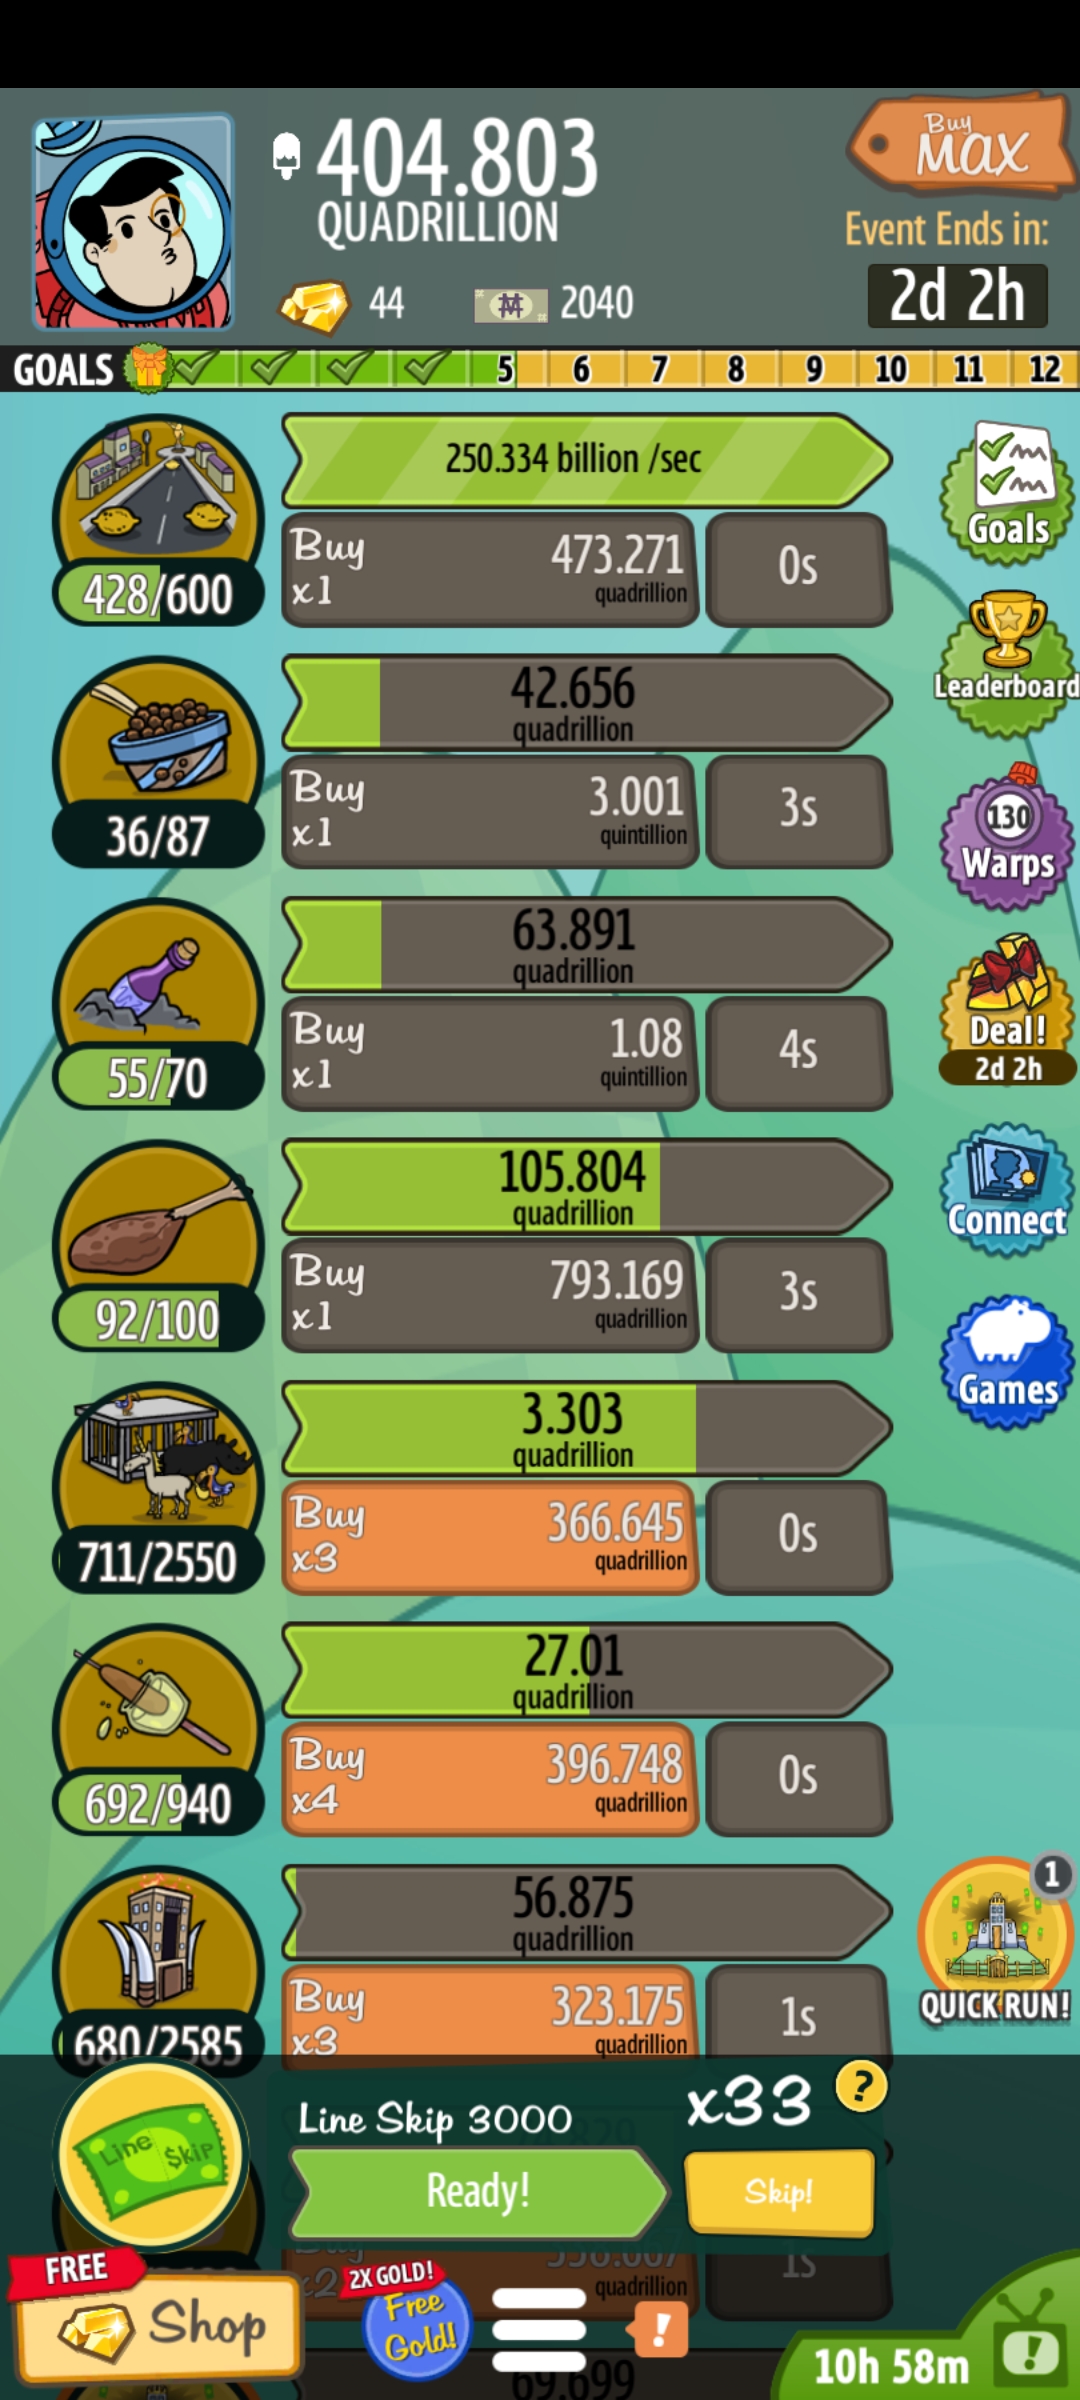 404.803
QUADRILLION
44
2040
Buy
MAX
Event Ends in:
2d 2h
GOALS 5 6 7 8 9 10 11 12
250.334 billion /sec
Buy
x1
473.271
quadrillion
0s
428/600
Goals
Leaderboard
42.656
quadrillion
Buy
x1
3.001
quintillion
3s
36/87
130
Warps
63.891
quadrillion
Buy
x1
1.08
quintillion
4s
55/70
Deal!
2d 2h
105.804
quadrillion
Buy
x1
793.169
quadrillion
3s
92/100
Connect
Games
3.303
quadrillion
Buy
x3
366.645
quadrillion
0s
711/2550
27.01
quadrillion
Buy
x4
396.748
quadrillion
0s
692/940
56.875
quadrillion
Buy
x3
323.175
quadrillion
1s
680/2585
1
QUICK RUN!
Line Skip
Line Skip 3000
x33
?
Ready!
Skip!
Buy
x2
quadrillion
1s
FREE
Shop
2X GOLD!
Free
Gold!
!
69.699
10h 58m
!